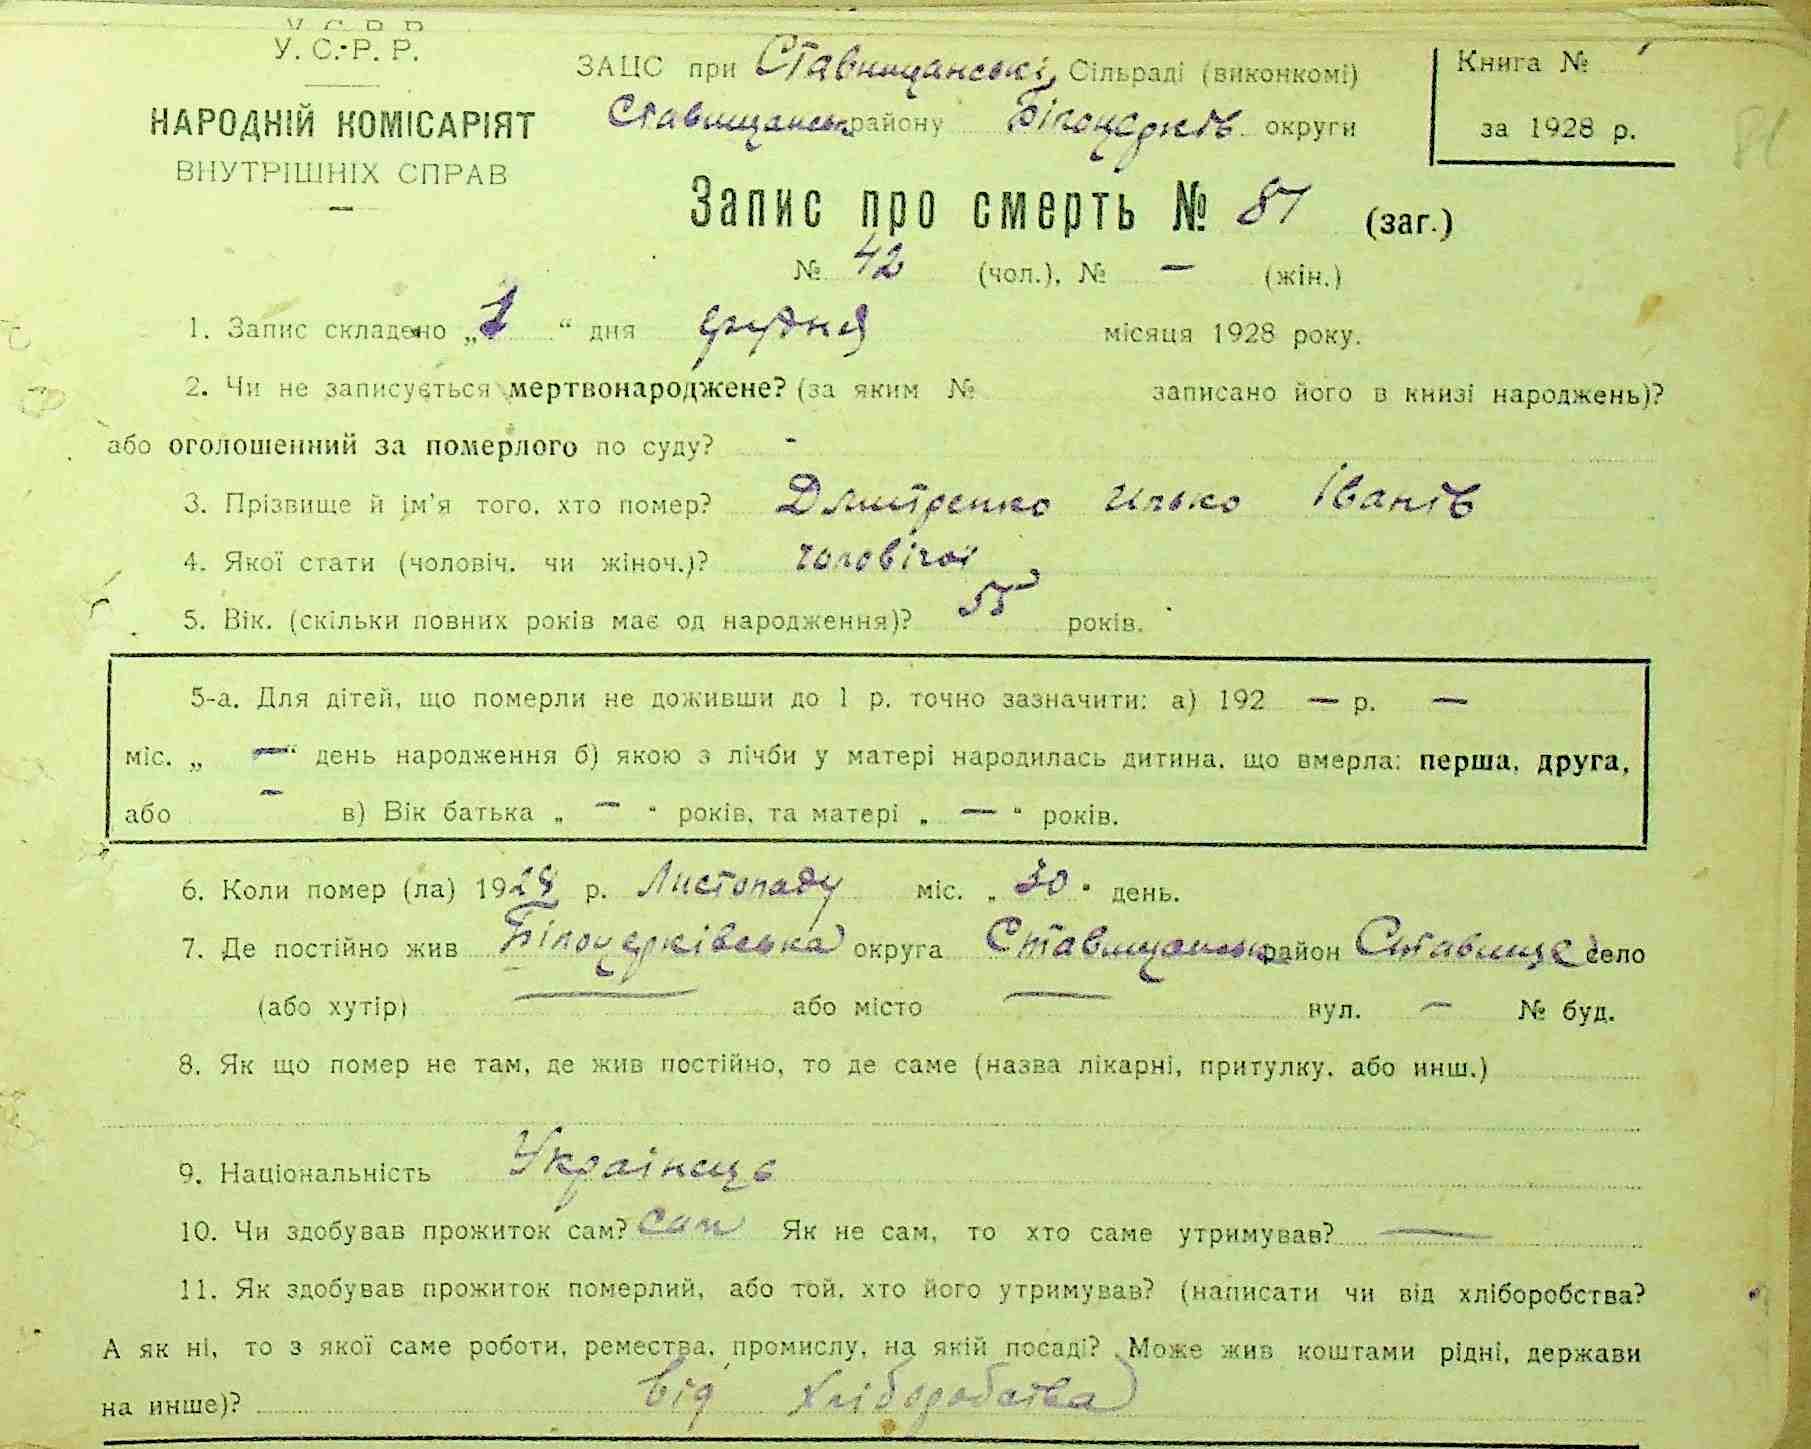 У.С.Р.Р.
НАРОДНІЙ КОМІСАРІЯТ
ВНУТРІШНІХ СПРАВ
ЗАЦС при Ставищанські Сільраді (виконкомі)
Ставищанськ району Білоцерків округи
Книга №
за 1928 р.
81
Запис про смерть № 81 (заг.)
№ 42 (чол.), № — (жін.)
1. Запис складено „1“ дня грудня місяця 1928 року.
2. Чи не записується мертвонароджене? (за яким № записано його в книзі народжень)?
або оголошенний за померлого по суду? -
3. Прізвище й ім'я того, хто помер? Дмитренко Илько Іванів
4. Якої стати (чоловіч. чи жіноч.)? чоловічої
5. Вік. (скільки повних років має од народження)? 55 років.
5-а. Для дітей, що померли не доживши до 1 р. точно зазначити: а) 192 — р. —
міс. „ —“ день народження б) якою з лічби у матері народилась дитина, що вмерла: перша, друга,
або — в) Вік батька „ — “ років, та матері „ — “ років.
6. Коли помер (ла) 1928 р. Листопаду міс. „30“ день.
7. Де постійно жив Білоцерківська округа Ставищанськ район Ставище село
(або хутір) — або місто — вул. — № буд.
8. Як що помер не там, де жив постійно, то де саме (назва лікарні, притулку, або инш.)
9. Національність Українець
10. Чи здобував прожиток сам? сам Як не сам, то хто саме утримував? —
11. Як здобував прожиток померлий, або той, хто його утримував? (написати чи від хліборобства?
А як ні, то з якої саме роботи, ремества, промислу, на якій посаді? Може жив коштами рідні, держави
на инше)? від хліборобства